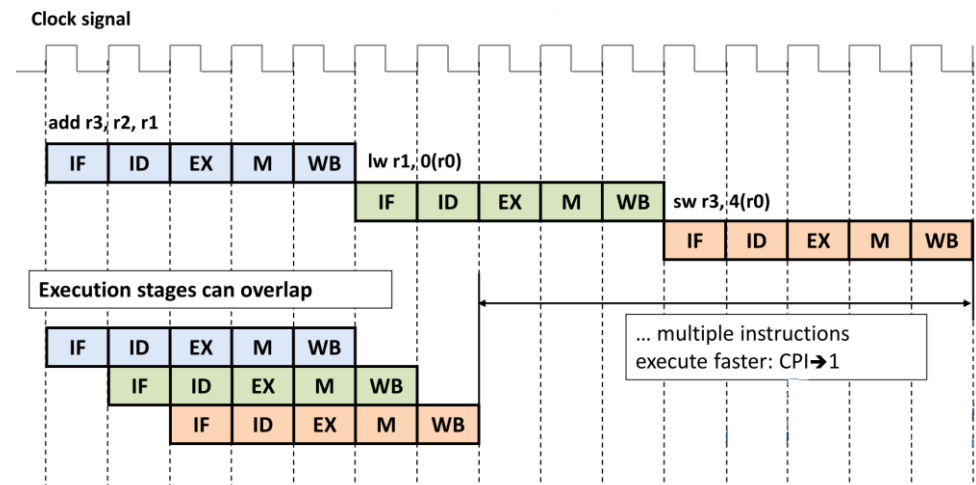 Clock signal
add r3, r2, r1
IF ID EX M WB
lw r1, 0(r0)
IF ID EX M WB
sw r3, 4(r0)
IF ID EX M WB
Execution stages can overlap
... multiple instructions
execute faster: CPI→1
IF ID EX M WB
IF ID EX M WB
IF ID EX M WB